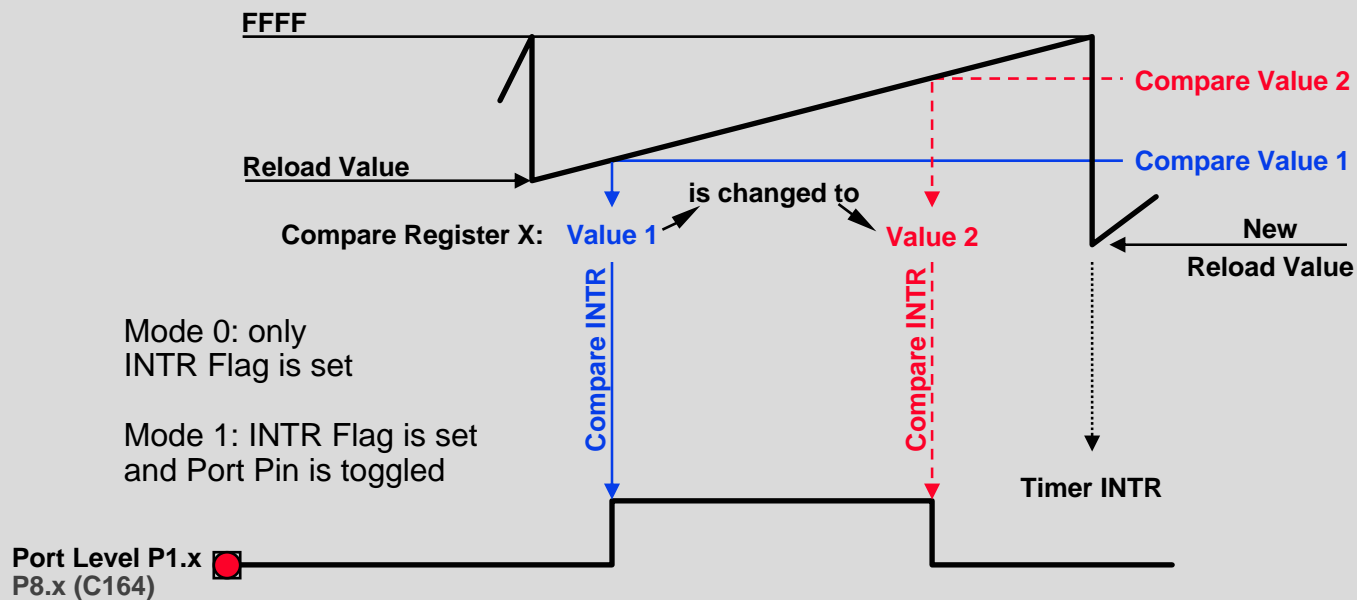 FFFF
Compare Value 2
Reload Value
Compare Value 1
is changed to
Compare Register X: Value 1
Value 2
New
Reload Value
Compare INTR
Compare INTR
Mode 0: only
INTR Flag is set
Mode 1: INTR Flag is set
and Port Pin is toggled
Timer INTR
Port Level P1.x
P8.x (C164)